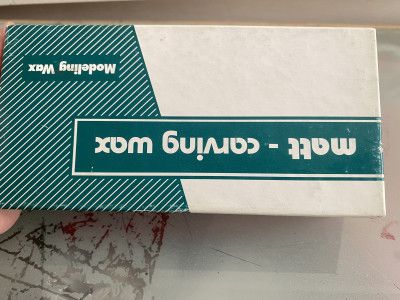 matt - carving wax
Modeling Wax